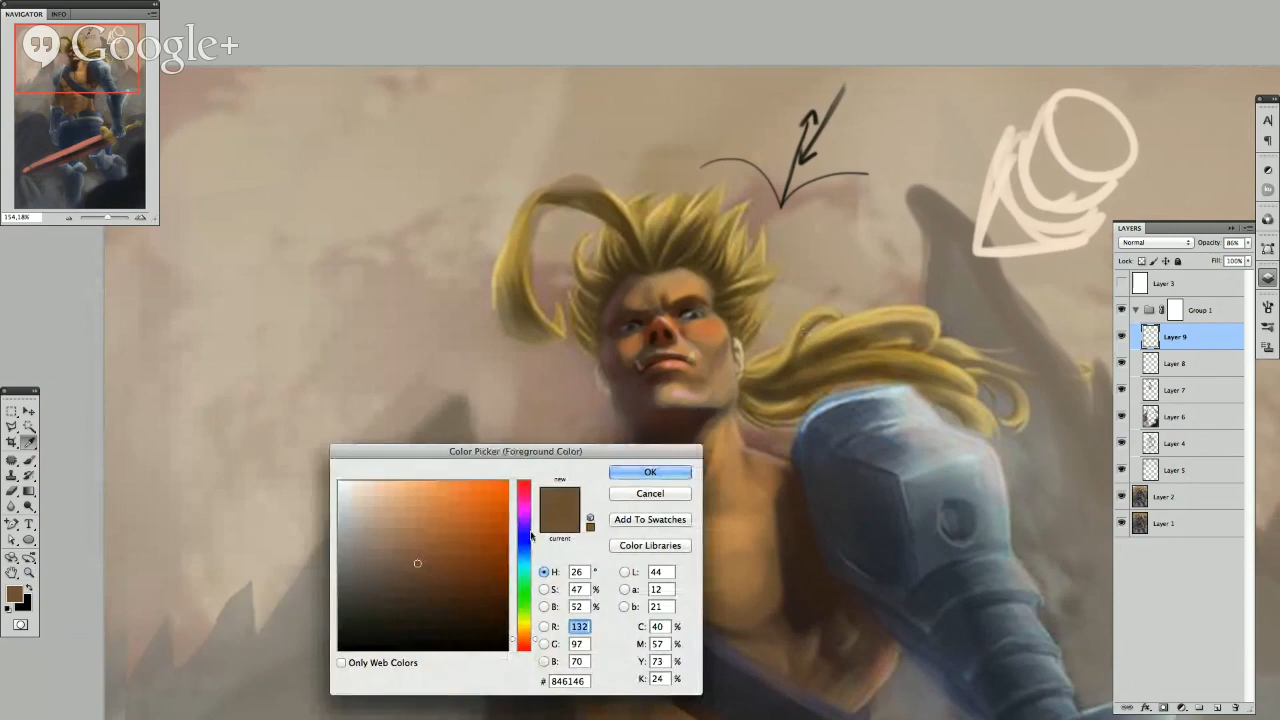 NAVIGATOR INFO
Google+
154,18%
LAYERS
Normal Opacity: 86%
Lock: Fill: 100%
Layer 3
Group 1
Layer 9
Layer 8
Layer 7
Layer 6
Layer 4
Layer 5
Layer 2
Layer 1
Color Picker (Foreground Color)
new
current
OK
Cancel
Add To Swatches
Color Libraries
H: 26 ° L: 44
S: 47 % a: 12
B: 52 % b: 21
R: 132 C: 40 %
G: 97 M: 57 %
B: 70 Y: 73 %
# 846146 K: 24 %
Only Web Colors